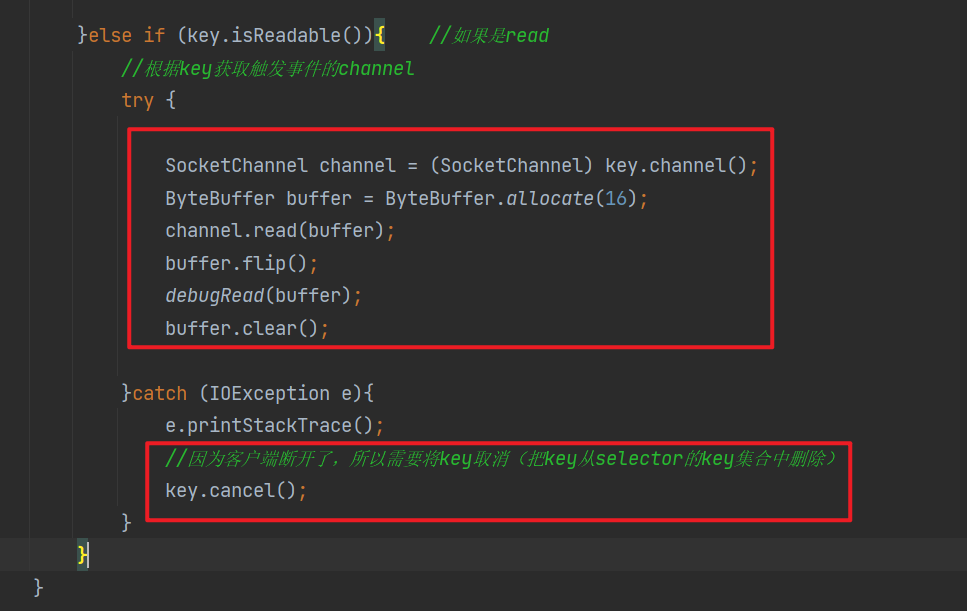 }else if (key.isReadable()){    //如果是read
//根据key获取触发事件的channel
try {
SocketChannel channel = (SocketChannel) key.channel();
ByteBuffer buffer = ByteBuffer.allocate(16);
channel.read(buffer);
buffer.flip();
debugRead(buffer);
buffer.clear();
}catch (IOException e){
e.printStackTrace();
//因为客户端断开了，所以需要将key取消（把key从selector的key集合中删除）
key.cancel();
}
}
}